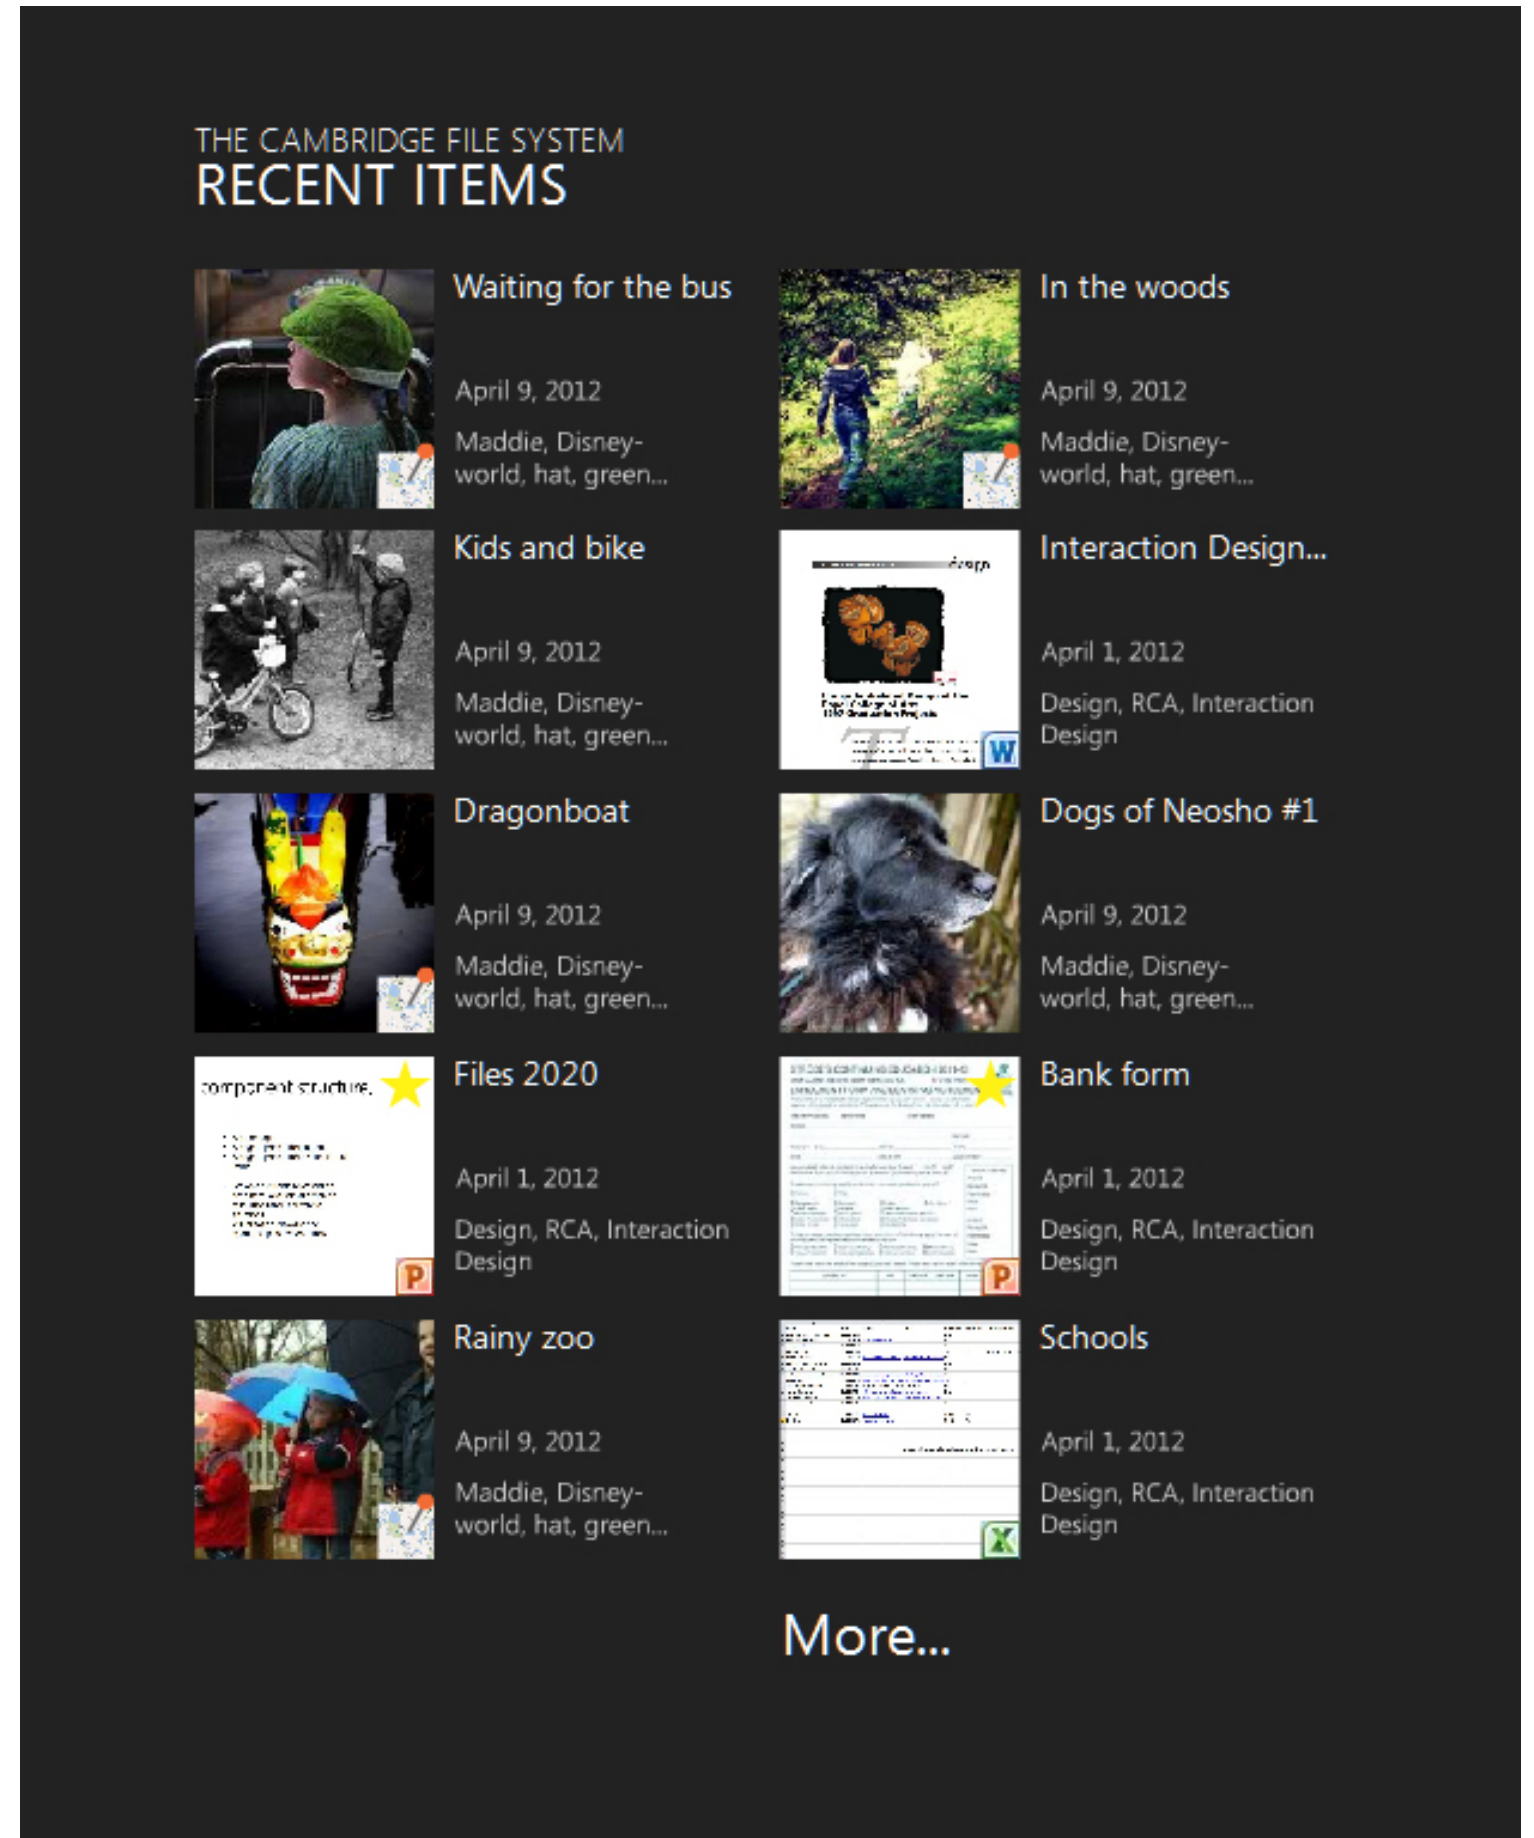 THE CAMBRIDGE FILE SYSTEM
RECENT ITEMS
Waiting for the bus
April 9, 2012
Maddie, Disney-
world, hat, green...
In the woods
April 9, 2012
Maddie, Disney-
world, hat, green...
Kids and bike
April 9, 2012
Maddie, Disney-
world, hat, green...
design
W
Interaction Design...
April 1, 2012
Design, RCA, Interaction
Design
Dragonboat
April 9, 2012
Maddie, Disney-
world, hat, green...
Dogs of Neosho #1
April 9, 2012
Maddie, Disney-
world, hat, green...
component structure.
P
Files 2020
April 1, 2012
Design, RCA, Interaction
Design
P
Bank form
April 1, 2012
Design, RCA, Interaction
Design
Rainy zoo
April 9, 2012
Maddie, Disney-
world, hat, green...
X
Schools
April 1, 2012
Design, RCA, Interaction
Design
More...